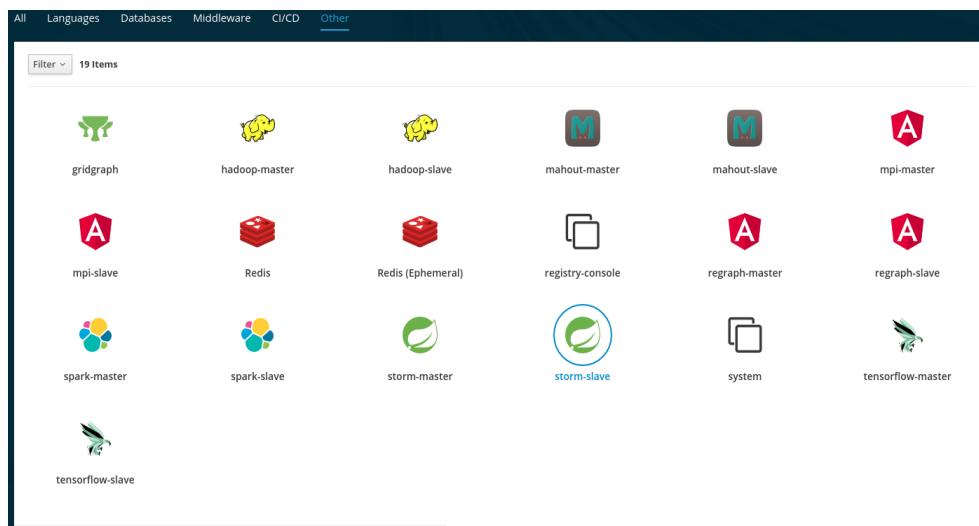 All Languages Databases Middleware CI/CD Other
Filter 19 Items
gridgraph hadoop-master hadoop-slave mahout-master mahout-slave mpi-master
mpi-slave Redis Redis (Ephemeral) registry-console regraph-master regraph-slave
spark-master spark-slave storm-master storm-slave system tensorflow-master
tensorflow-slave